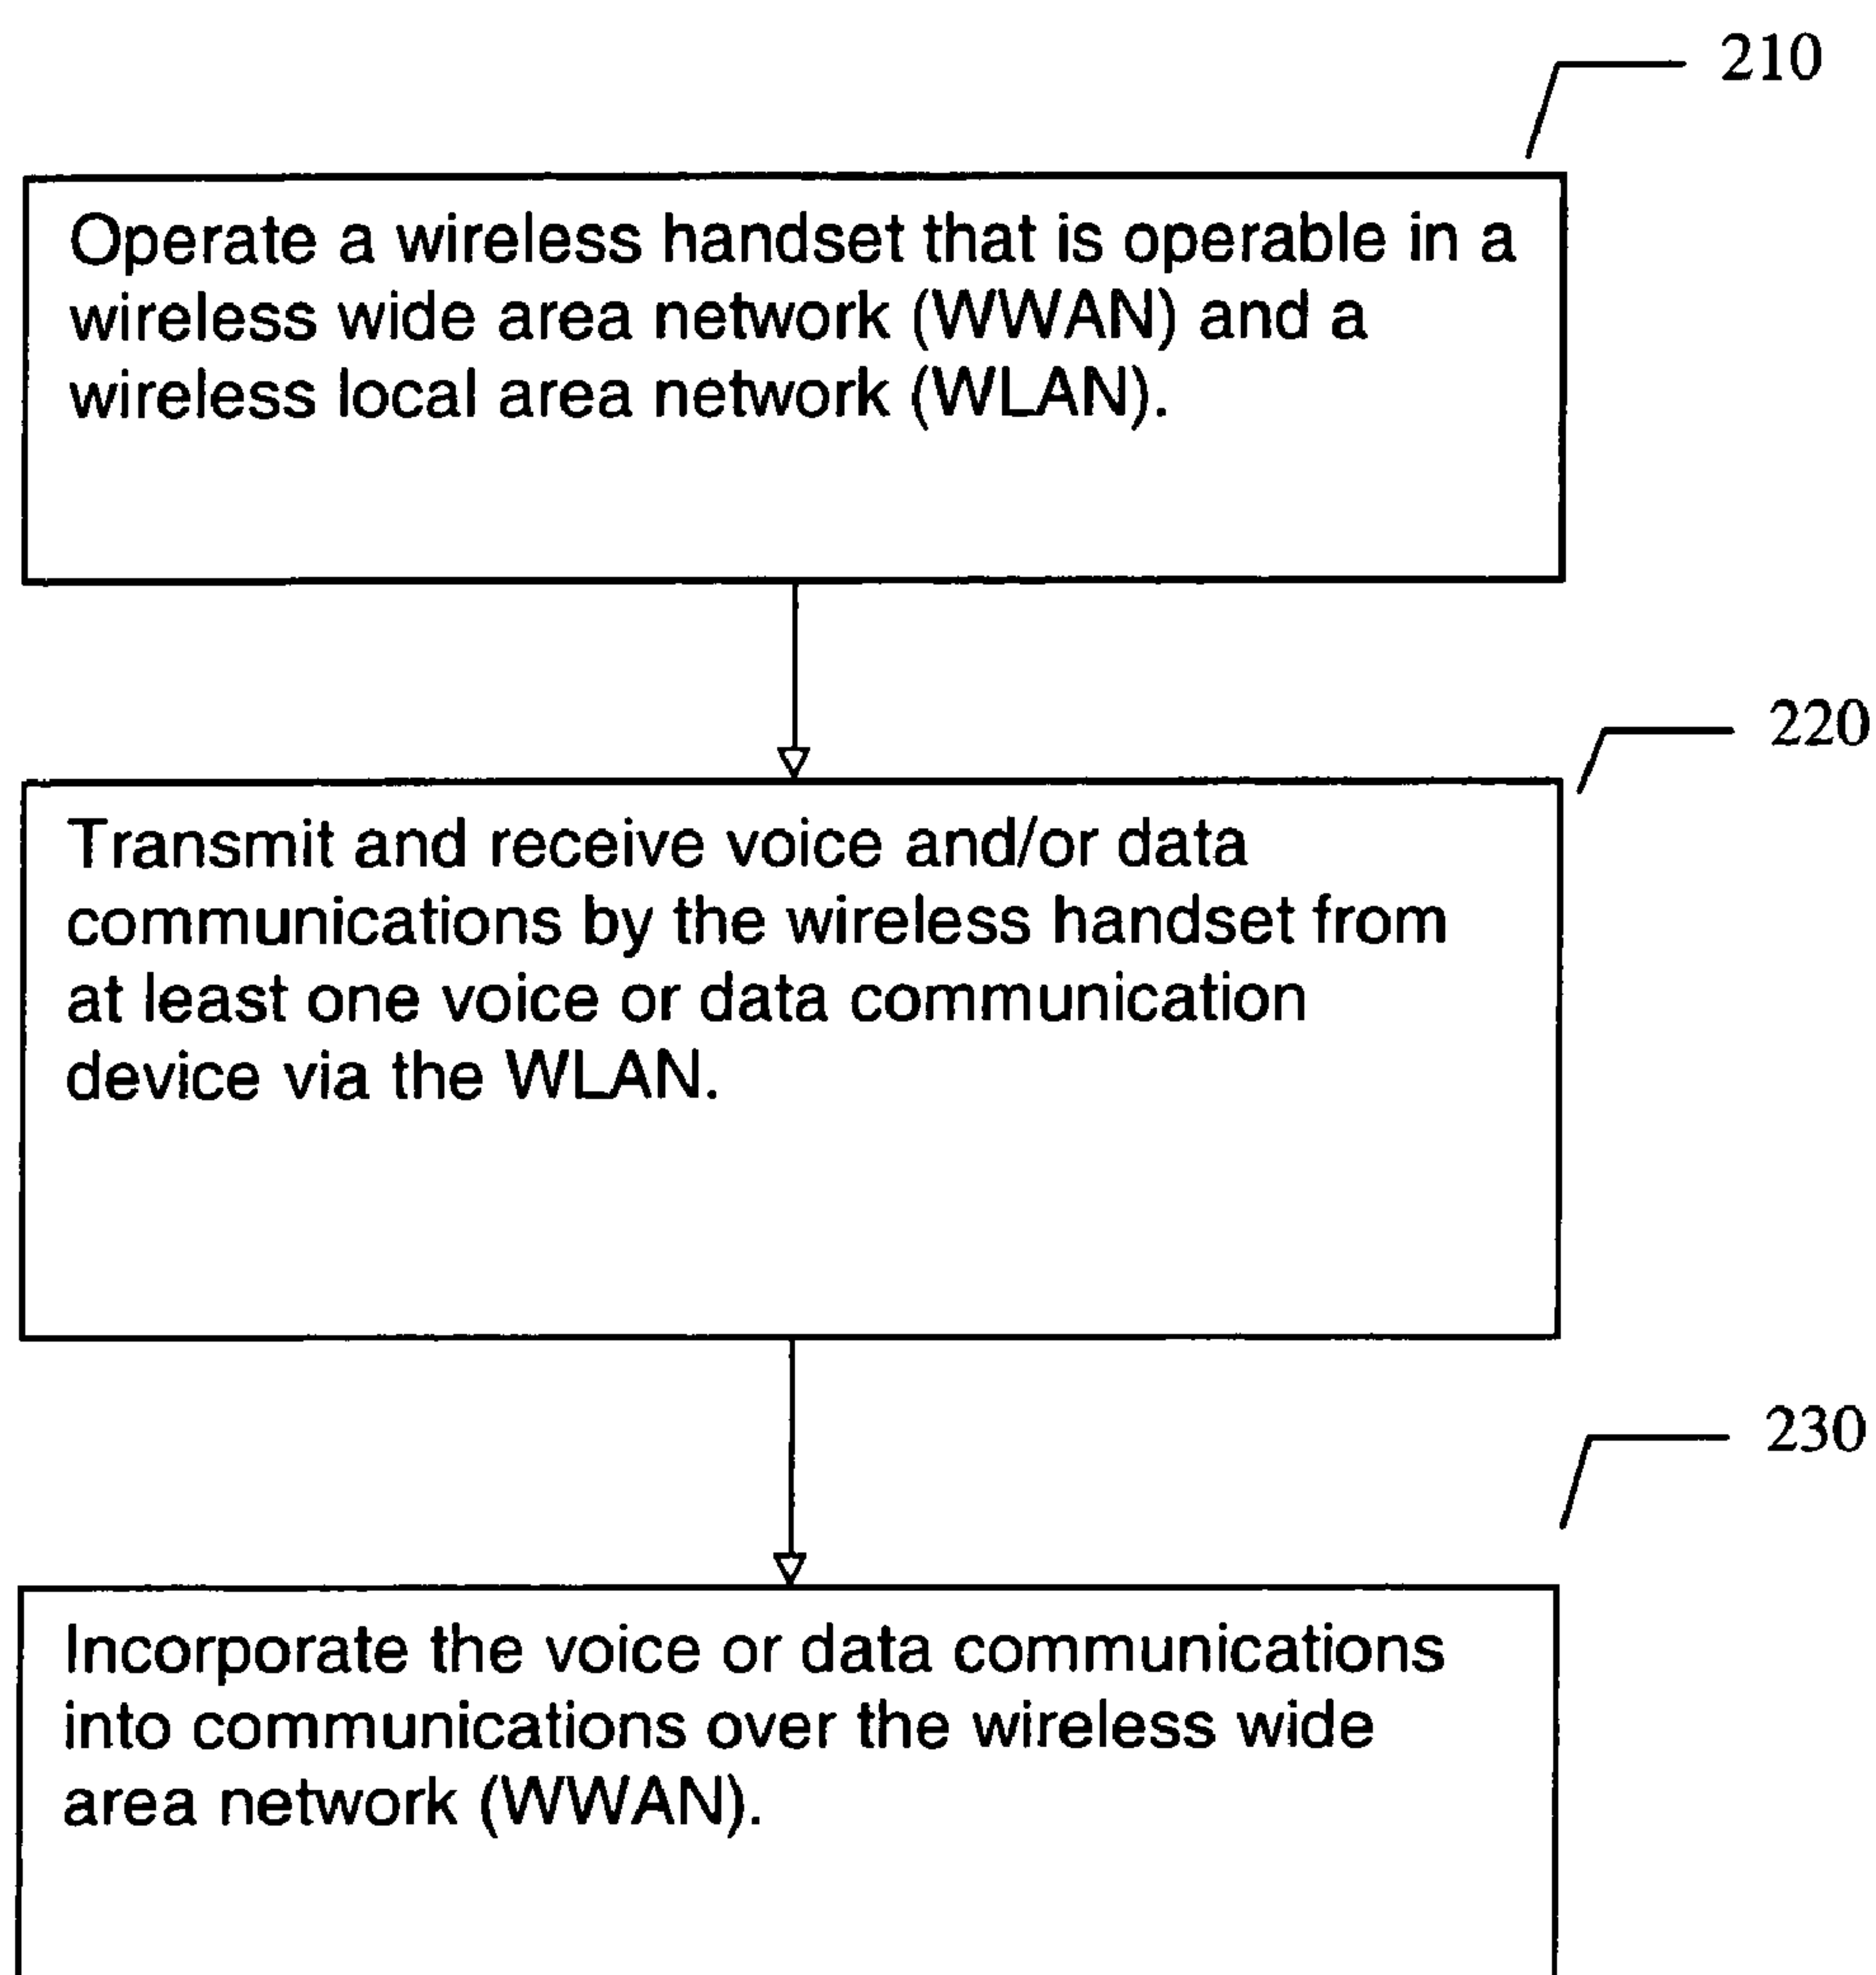 210
Operate a wireless handset that is operable in a
wireless wide area network (WWAN) and a
wireless local area network (WLAN).
220
Transmit and receive voice and/or data
communications by the wireless handset from
at least one voice or data communication
device via the WLAN.
230
Incorporate the voice or data communications
into communications over the wireless wide
area network (WWAN).